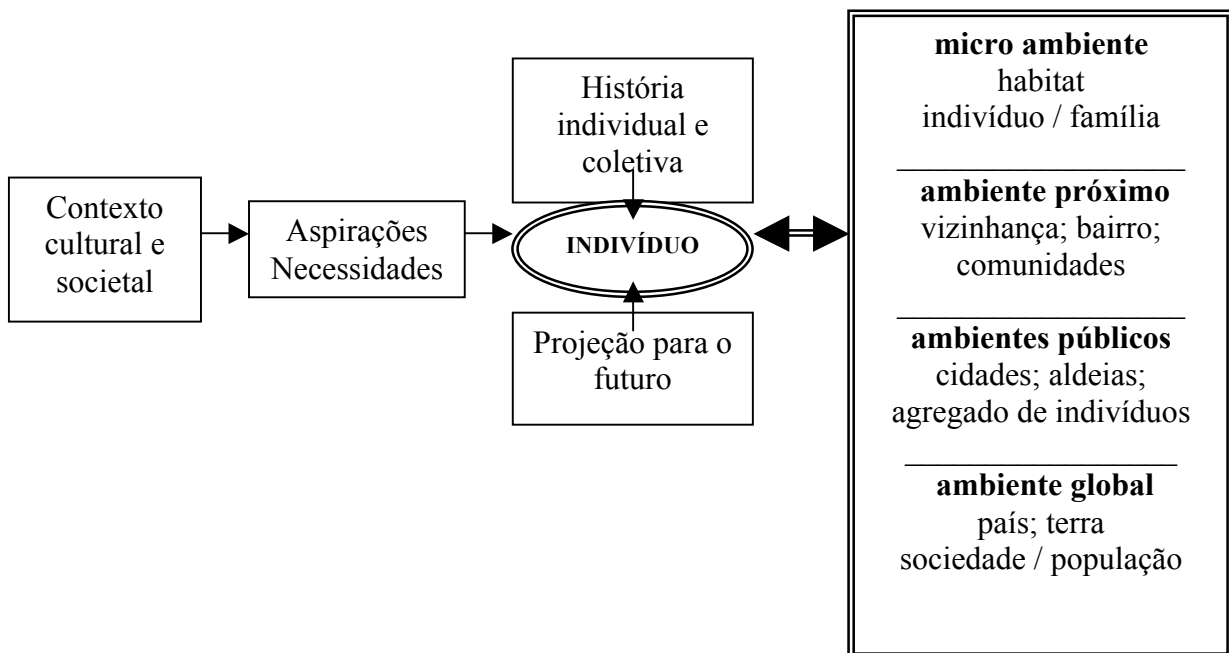 Contexto
cultural e
societal
Aspirações
Necessidades
História
individual e
coletiva
INDIVÍDUO
Projeção para o
futuro
micro ambiente
habitat
indivíduo / família
ambiente próximo
vizinhança; bairro;
comunidades
ambientes públicos
cidades; aldeias;
agregado de indivíduos
ambiente global
país; terra
sociedade / população